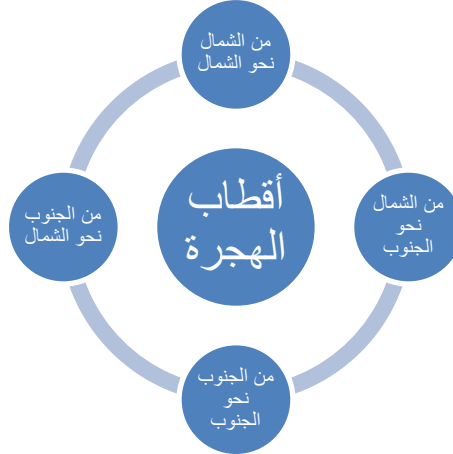 من الشمال
نحو الشمال
أقطاب
الهجرة
من الشمال
نحو
الجنوب
من الجنوب
نحو
الجنوب
من الجنوب
نحو الشمال